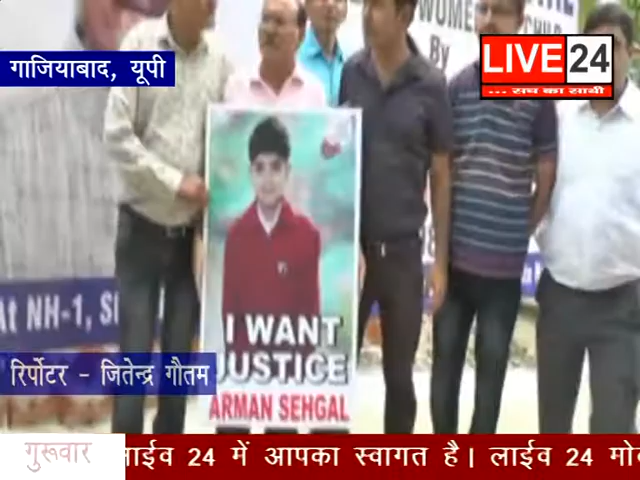 WOME
CHILD
By
LIVE 24
... सच का साथी
गाजियाबाद, यूपी
At NH-1,
I WANT
JUSTICE
ARMAN SEHGAL
रिर्पोटर - जितेन्द्र गौतम
गुरूवार
लाईव 24 में आपका स्वागत है। लाईव 24